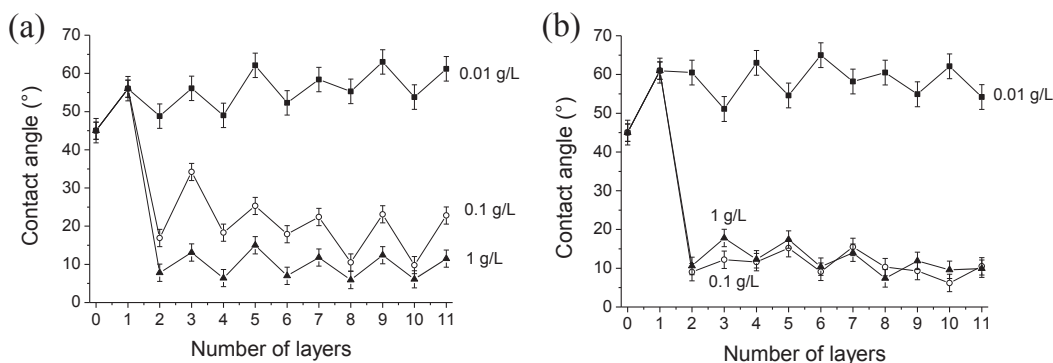 (a)
70
60
50
40
30
20
10
0
Contact angle (°)
0 1 2 3 4 5 6 7 8 9 10 11
Number of layers
0.01 g/L
0.1 g/L
1 g/L
(b)
70
60
50
40
30
20
10
0
Contact angle (°)
0 1 2 3 4 5 6 7 8 9 10 11
Number of layers
0.01 g/L
1 g/L
0.1 g/L